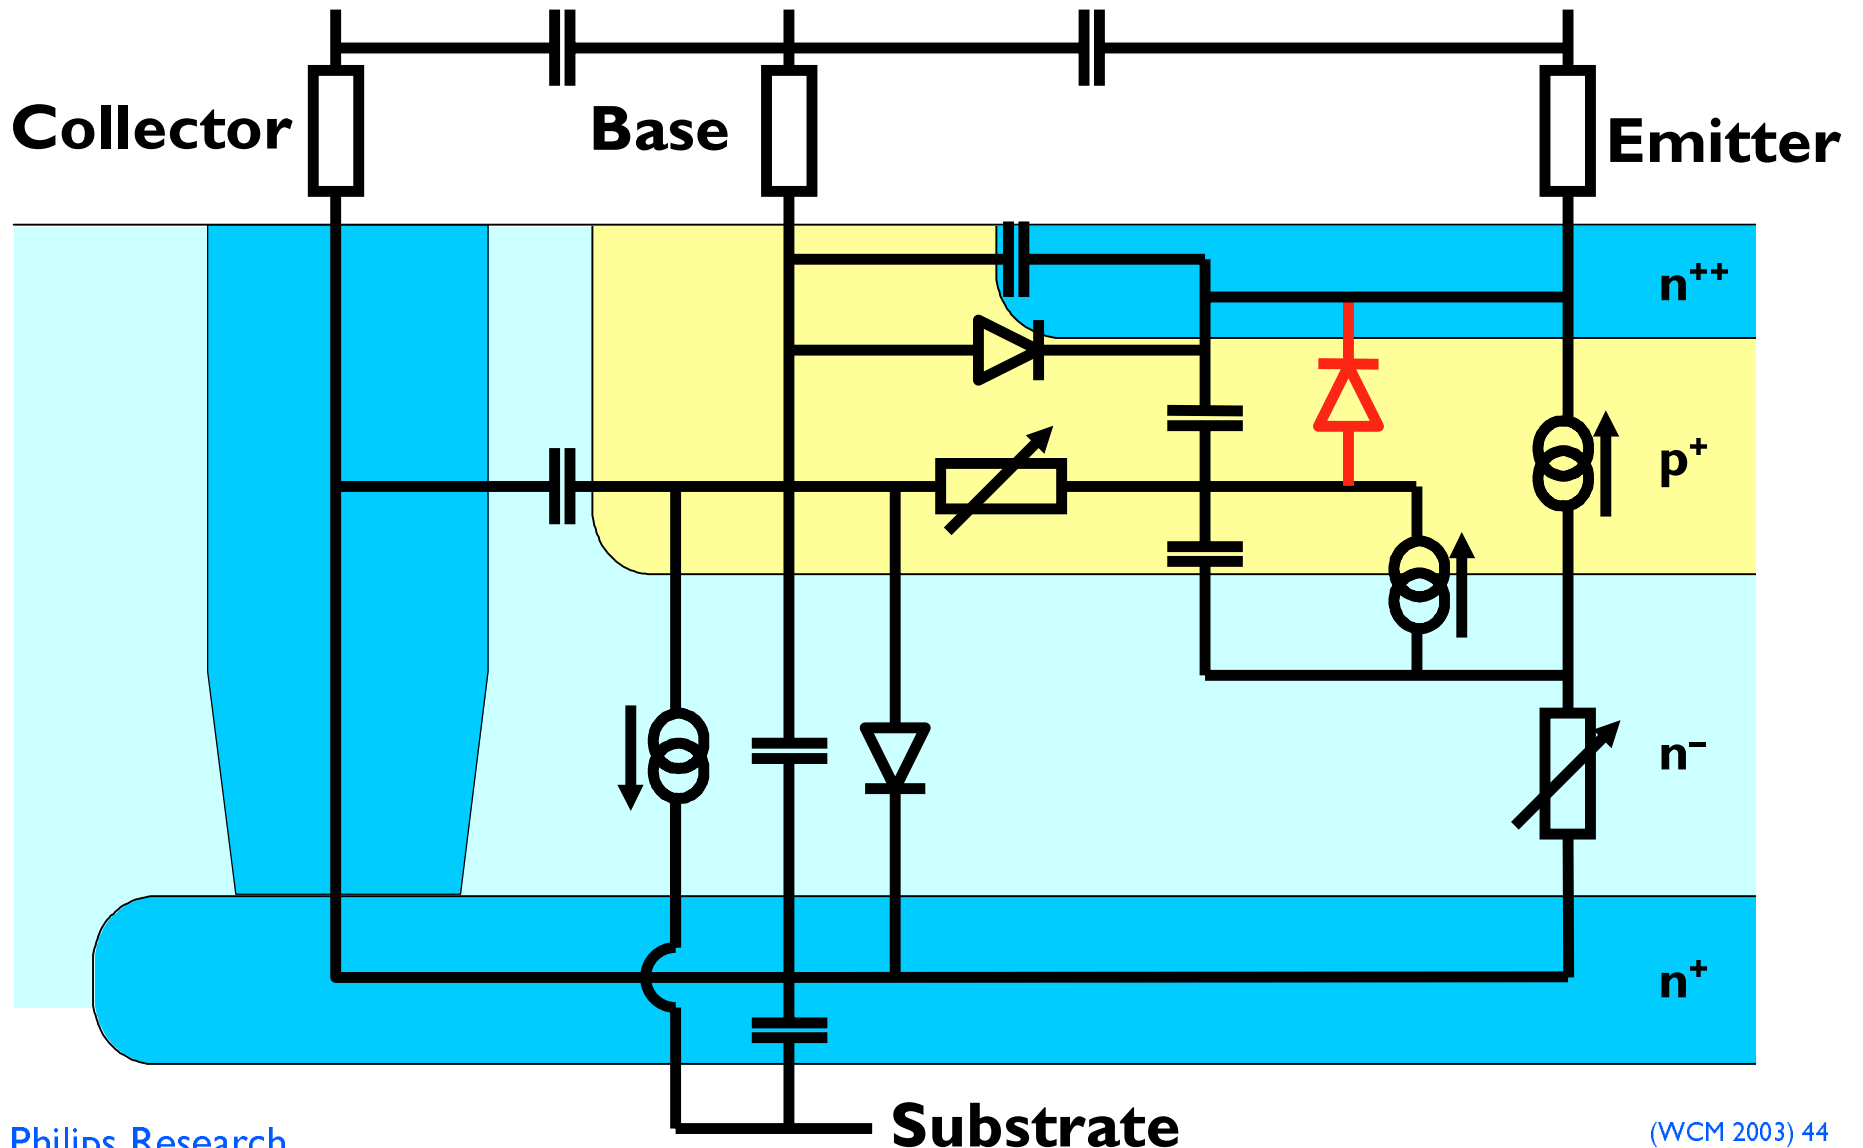 Collector
Base
Emitter
n++
p+
n−
n+
Substrate
Philips Research
(WCM 2003) 44